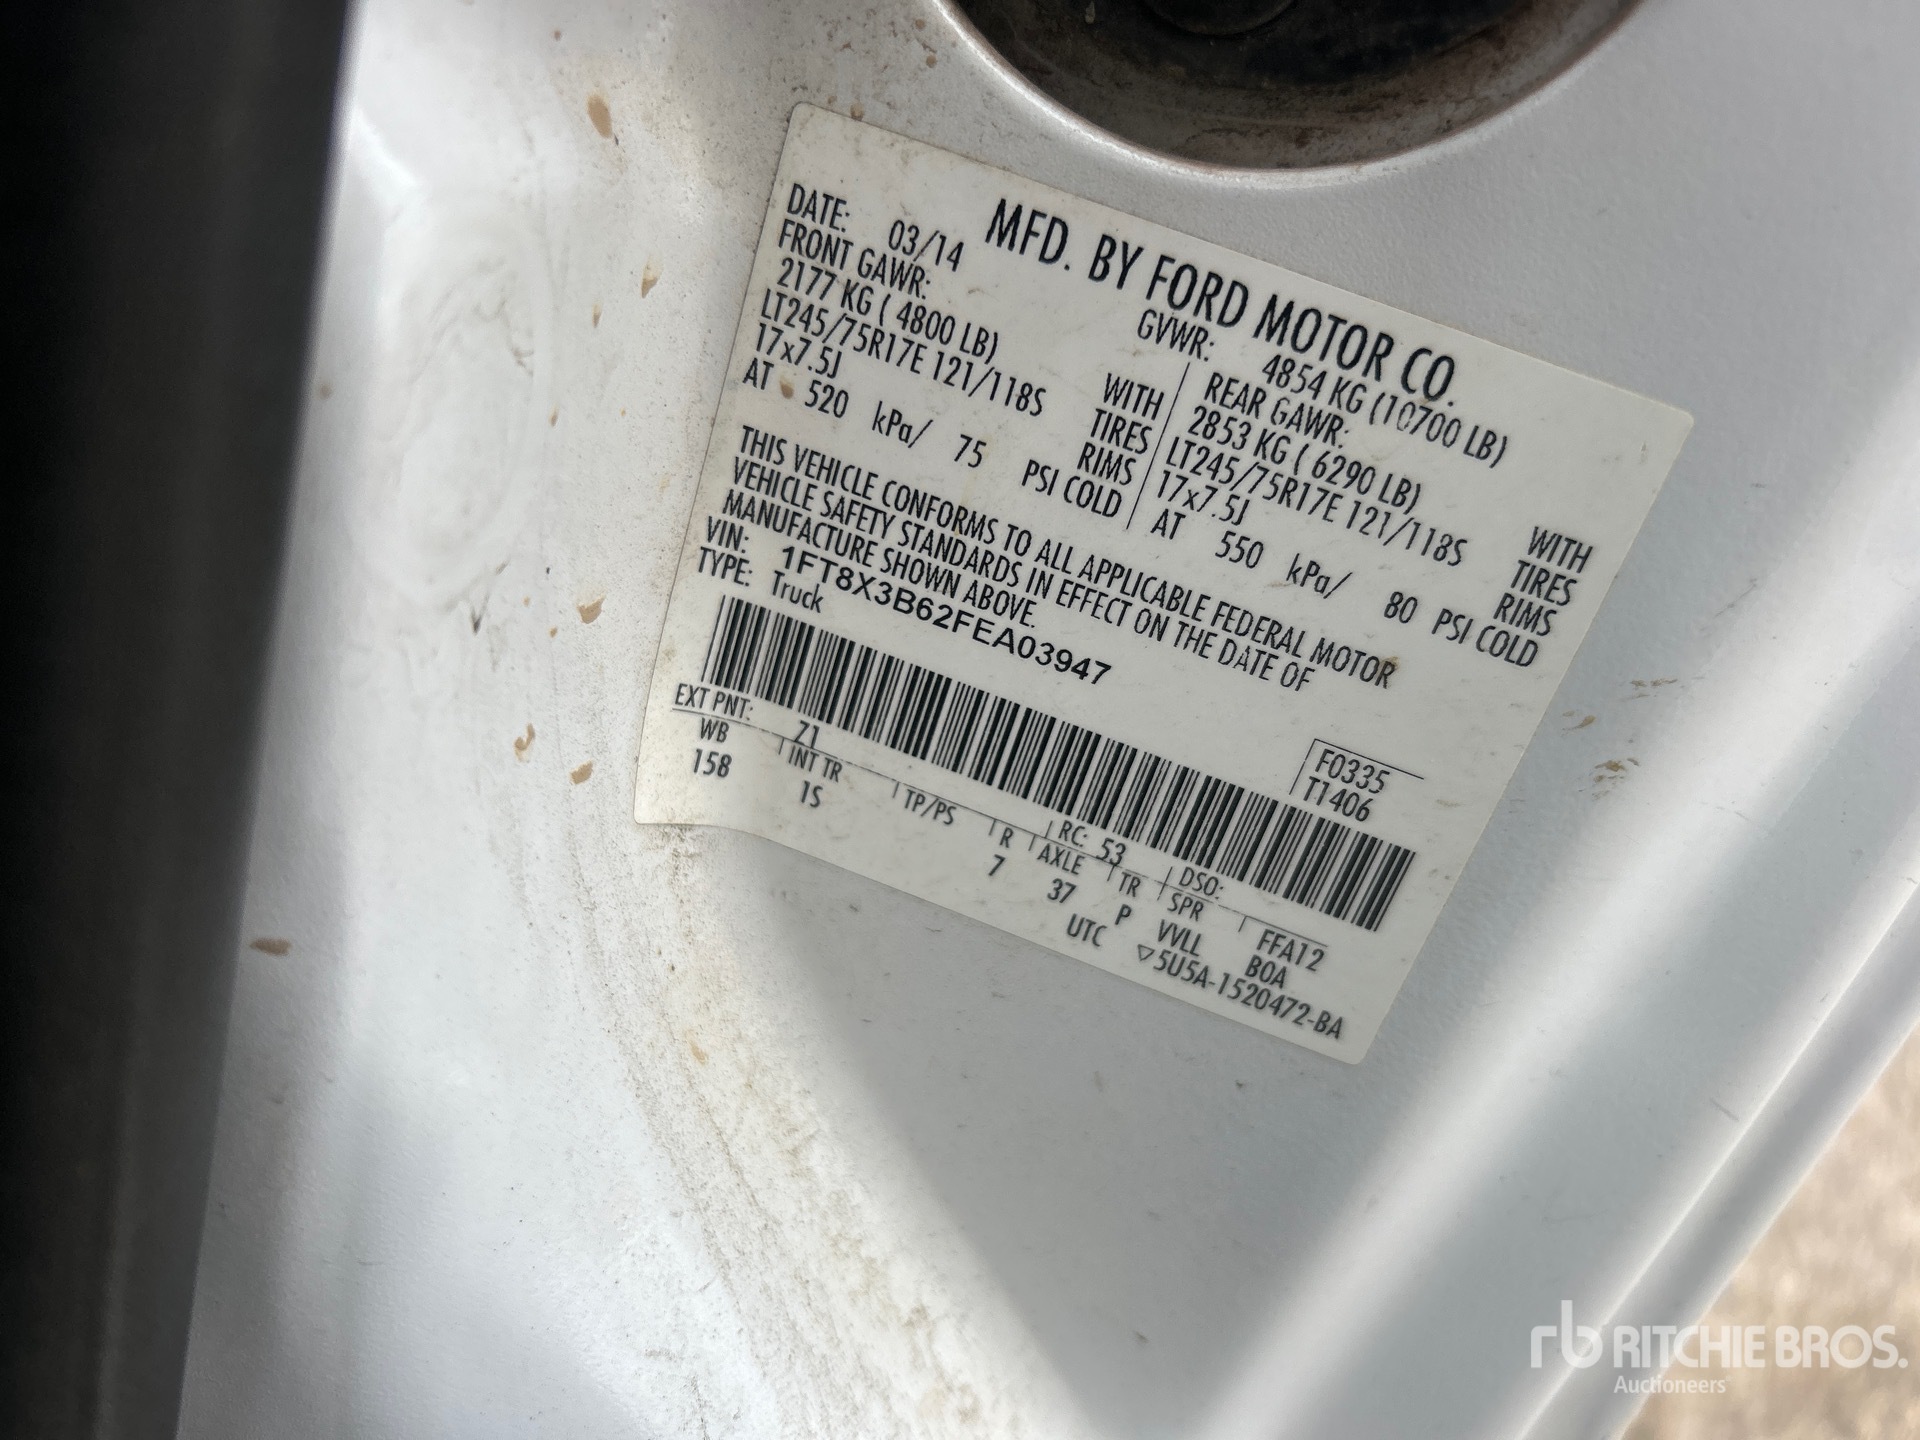 MFD. BY FORD MOTOR CO.
DATE: 03/14 GVWR: 4854 KG (10700 LB)
FRONT GAWR: REAR GAWR:
2177 KG ( 4800 LB) WITH 2853 KG ( 6290 LB) WITH
LT245/75R17E 121/118S TIRES LT245/75R17E 121/118S TIRES
17x7.5J RIMS 17x7.5J RIMS
AT 520 kPa/ 75 PSI COLD AT 550 kPa/ 80 PSI COLD
THIS VEHICLE CONFORMS TO ALL APPLICABLE FEDERAL MOTOR
VEHICLE SAFETY STANDARDS IN EFFECT ON THE DATE OF
MANUFACTURE SHOWN ABOVE.
VIN: 1FT8X3B62FEA03947
TYPE: Truck
F0335
T1406
EXT PNT: Z1 RC: 53 DSO:
WB INT TR TP/PS R AXLE TR SPR FFA12
158 1S 7 37 P VVLL BOA
UTC ▽5U5A-1520472-BA
rb RITCHIE BROS.
Auctioneers